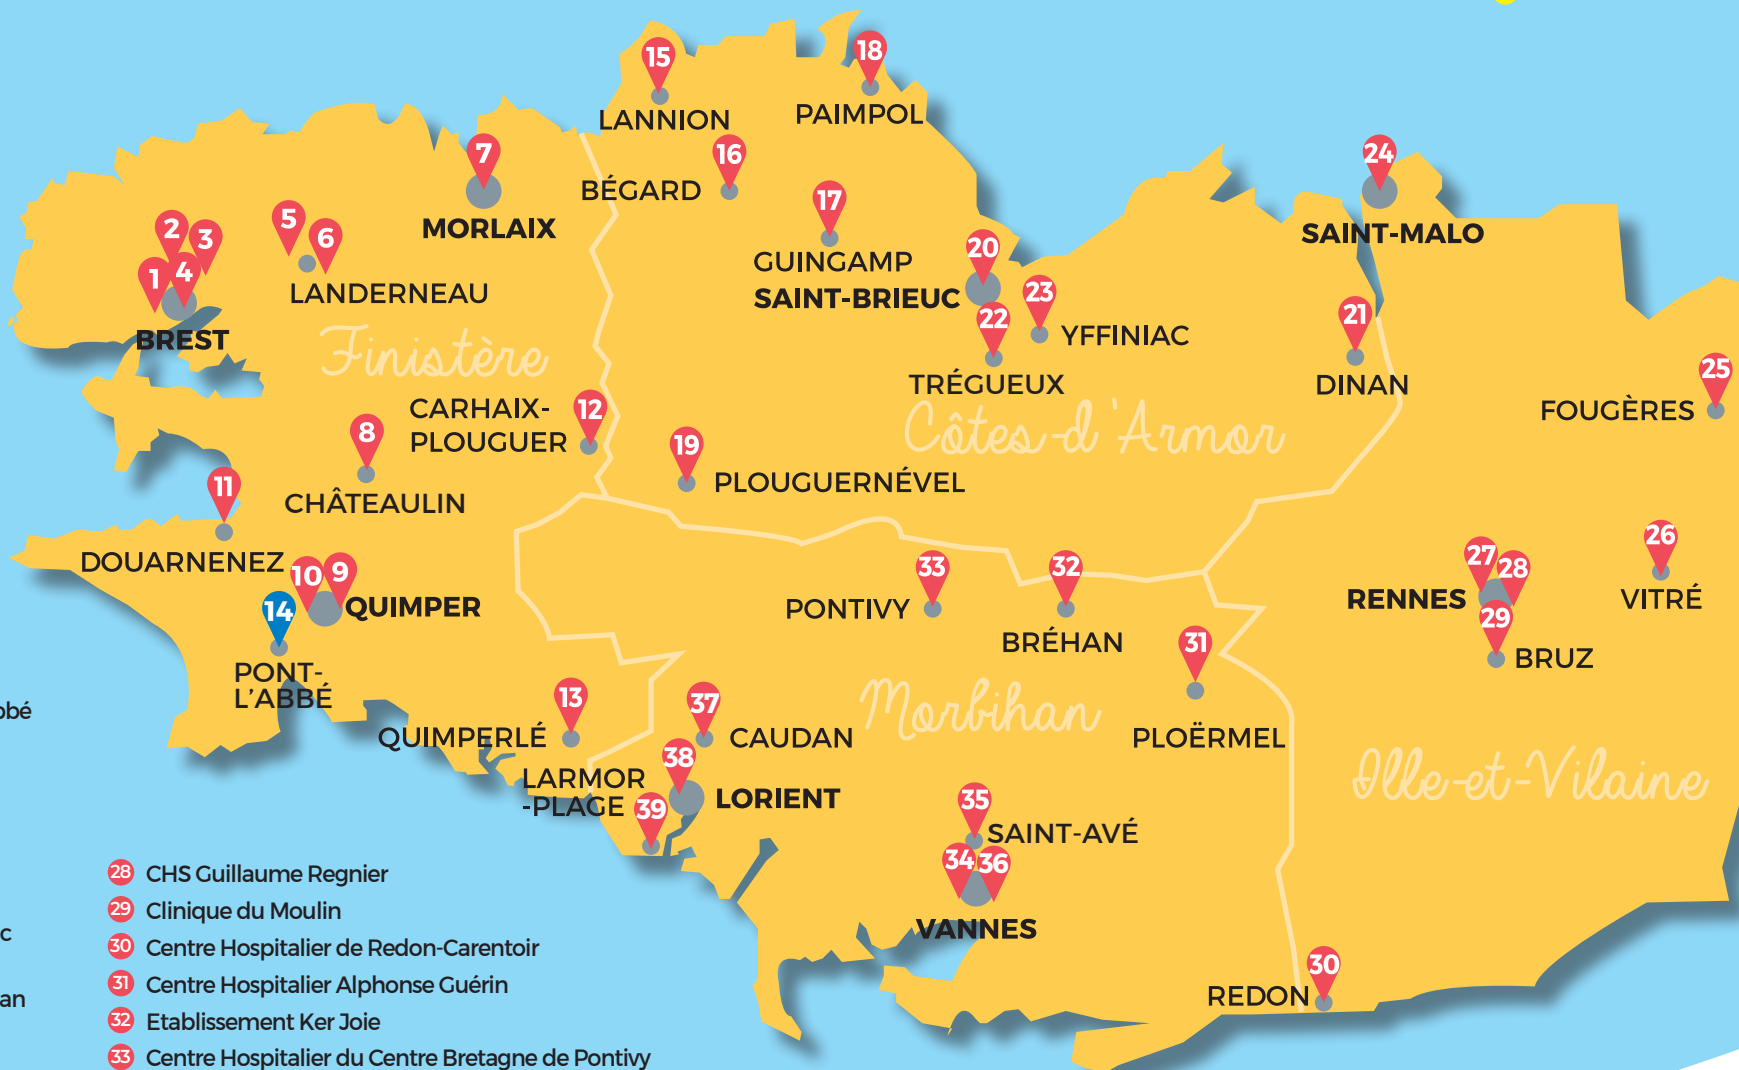 15
18
LANNION
PAIMPOL
7
16
24
BÉGARD
17
2
3
5
6
MORLAIX
SAINT-MALO
20
GUINGAMP
1
4
LANDERNEAU
SAINT-BRIEUC
23
22
21
BREST
YFFINIAC
Finistère
TRÉGUEUX
DINAN
25
CARHAIX-
PLOUGUER
12
FOUGÈRES
Côtes-d'Armor
8
19
11
PLOUGUERNÉVEL
CHÂTEAULIN
26
DOUARNENEZ
10
9
33
32
27
28
14
QUIMPER
PONTIVY
RENNES
VITRÉ
29
BRÉHAN
31
BRUZ
PONT-
L'ABBÉ
13
37
Morbihan
bbé
QUIMPERLÉ
CAUDAN
PLOËRMEL
38
LARMOR
-PLAGE
39
LORIENT
Ille-et-Vilaine
35
SAINT-AVÉ
34
36
VANNES
30
REDON
c
an
28 CHS Guillaume Regnier
29 Clinique du Moulin
30 Centre Hospitalier de Redon-Carentoir
31 Centre Hospitalier Alphonse Guérin
32 Etablissement Ker Joie
33 Centre Hospitalier du Centre Bretagne de Pontivy